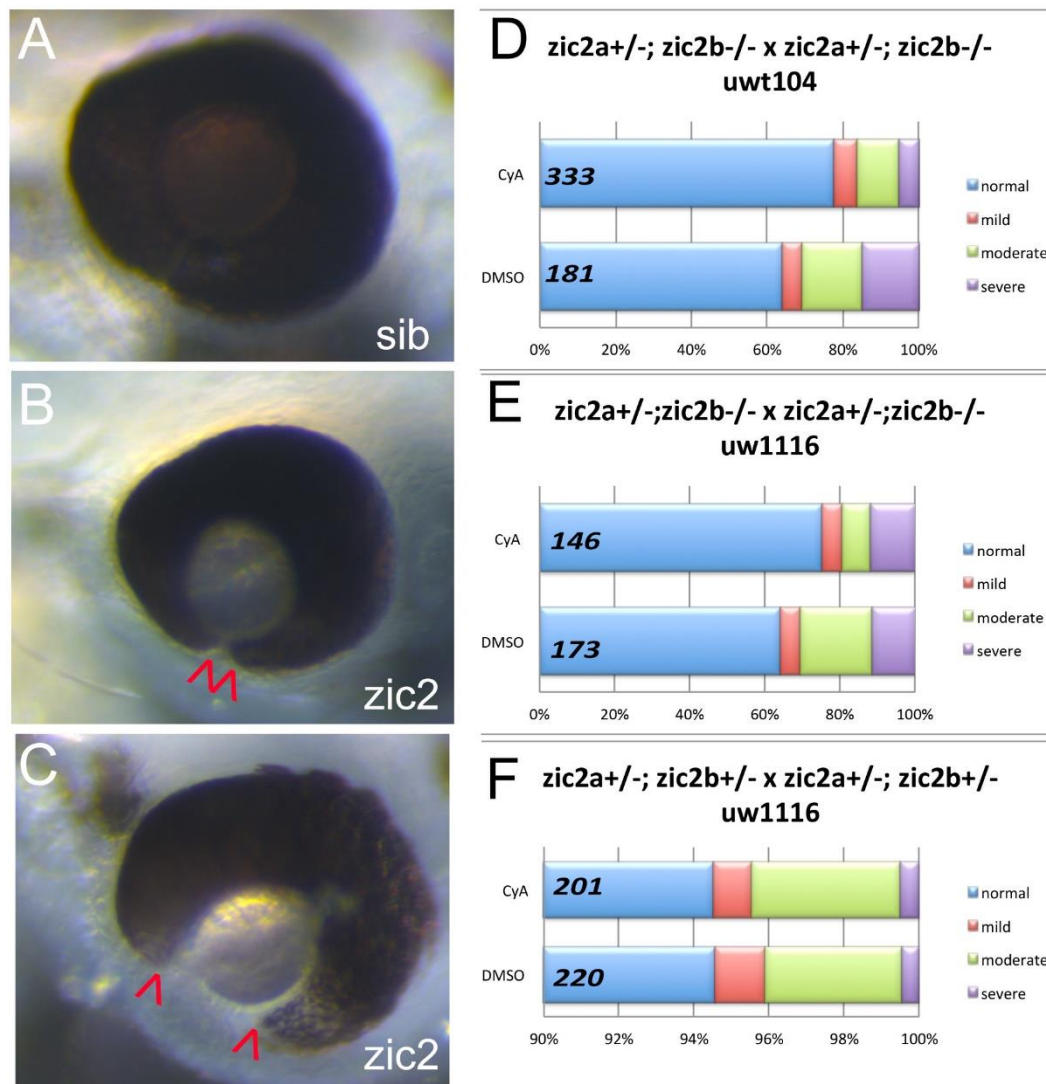 A
sib
B
zic2
C
zic2
D
zic2a+/-; zic2b-/- x zic2a+/-; zic2b-/-
uwt104
CyA
333
DMSO
181
0% 20% 40% 60% 80% 100%
normal
mild
moderate
severe
E
zic2a+/-;zic2b-/- x zic2a+/-;zic2b-/-
uw1116
CyA
146
DMSO
173
0% 20% 40% 60% 80% 100%
normal
mild
moderate
severe
F
zic2a+/-; zic2b+/- x zic2a+/-; zic2b+/-
uw1116
CyA
201
DMSO
220
90% 92% 94% 96% 98% 100%
normal
mild
moderate
severe